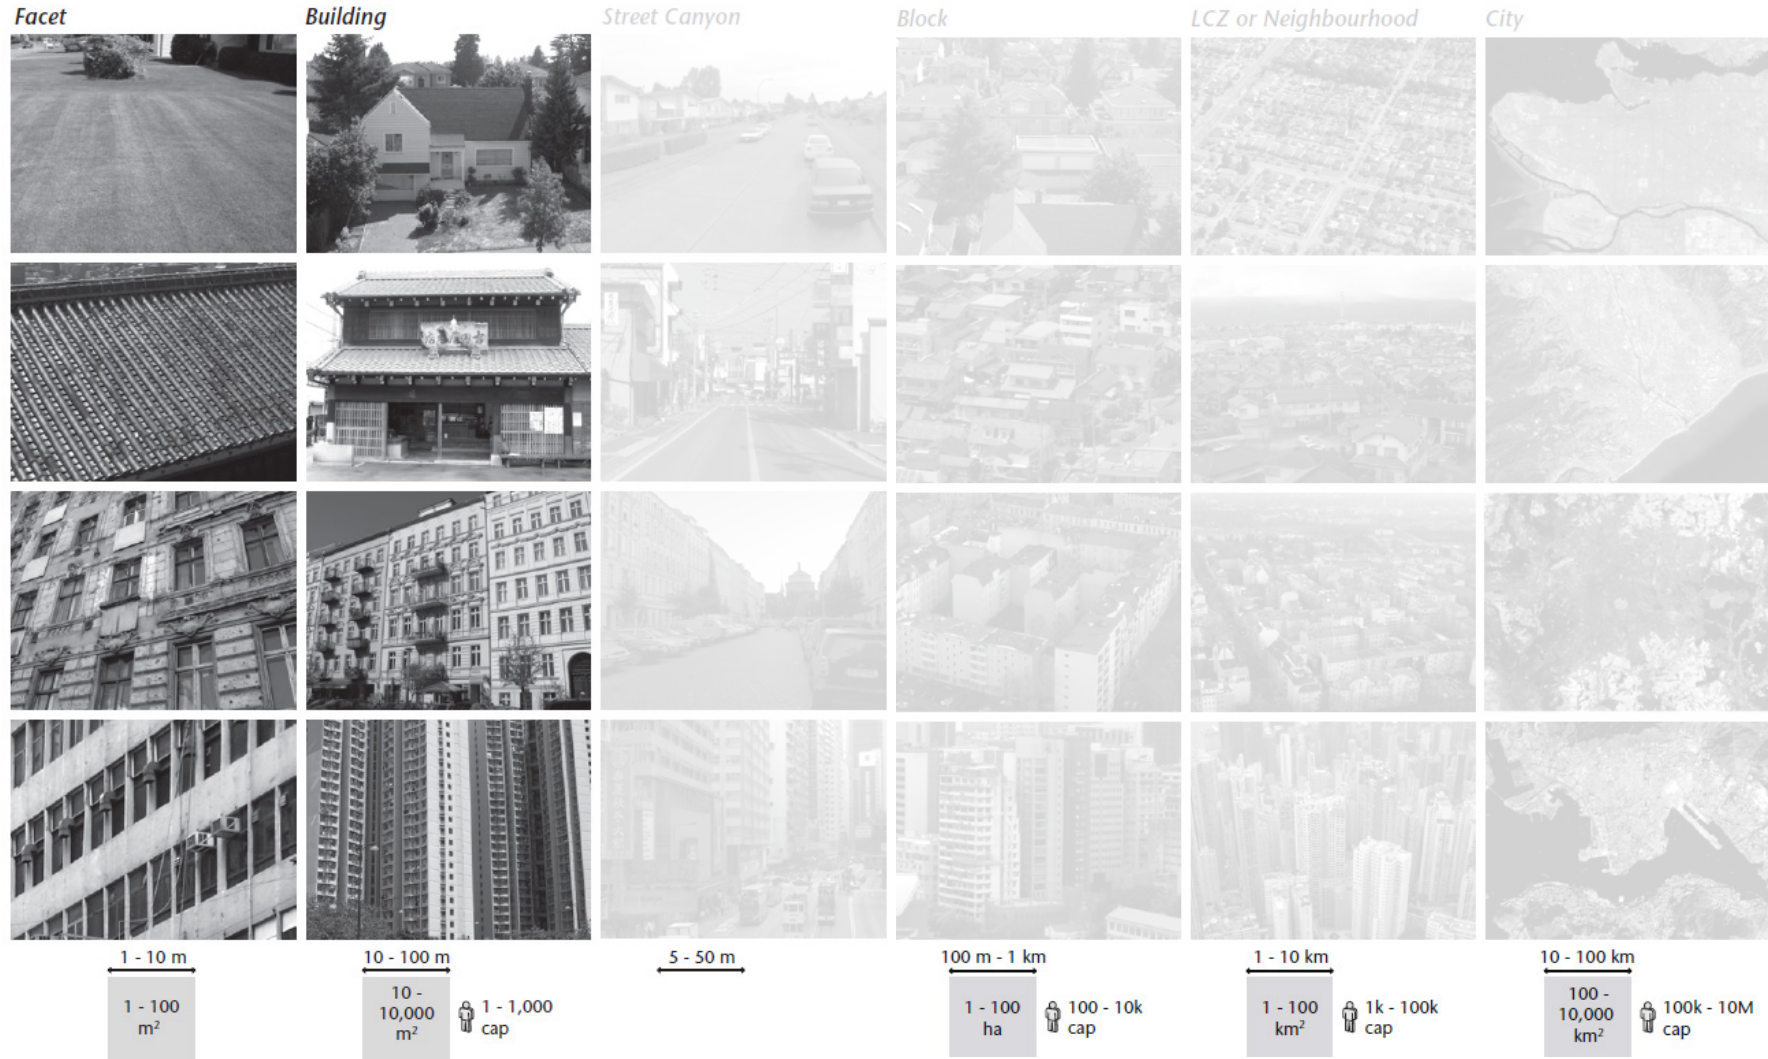 Facet
Building
Street Canyon
Block
LCZ or Neighbourhood
City
1 - 10 m
10 - 100 m
5 - 50 m
100 m - 1 km
1 - 10 km
10 - 100 km
1 - 100
m²
10 -
10,000
m²
1 - 1,000
cap
1 - 100
ha
100 - 10k
cap
1 - 100
km²
1k - 100k
cap
100 -
10,000
km²
100k - 10M
cap